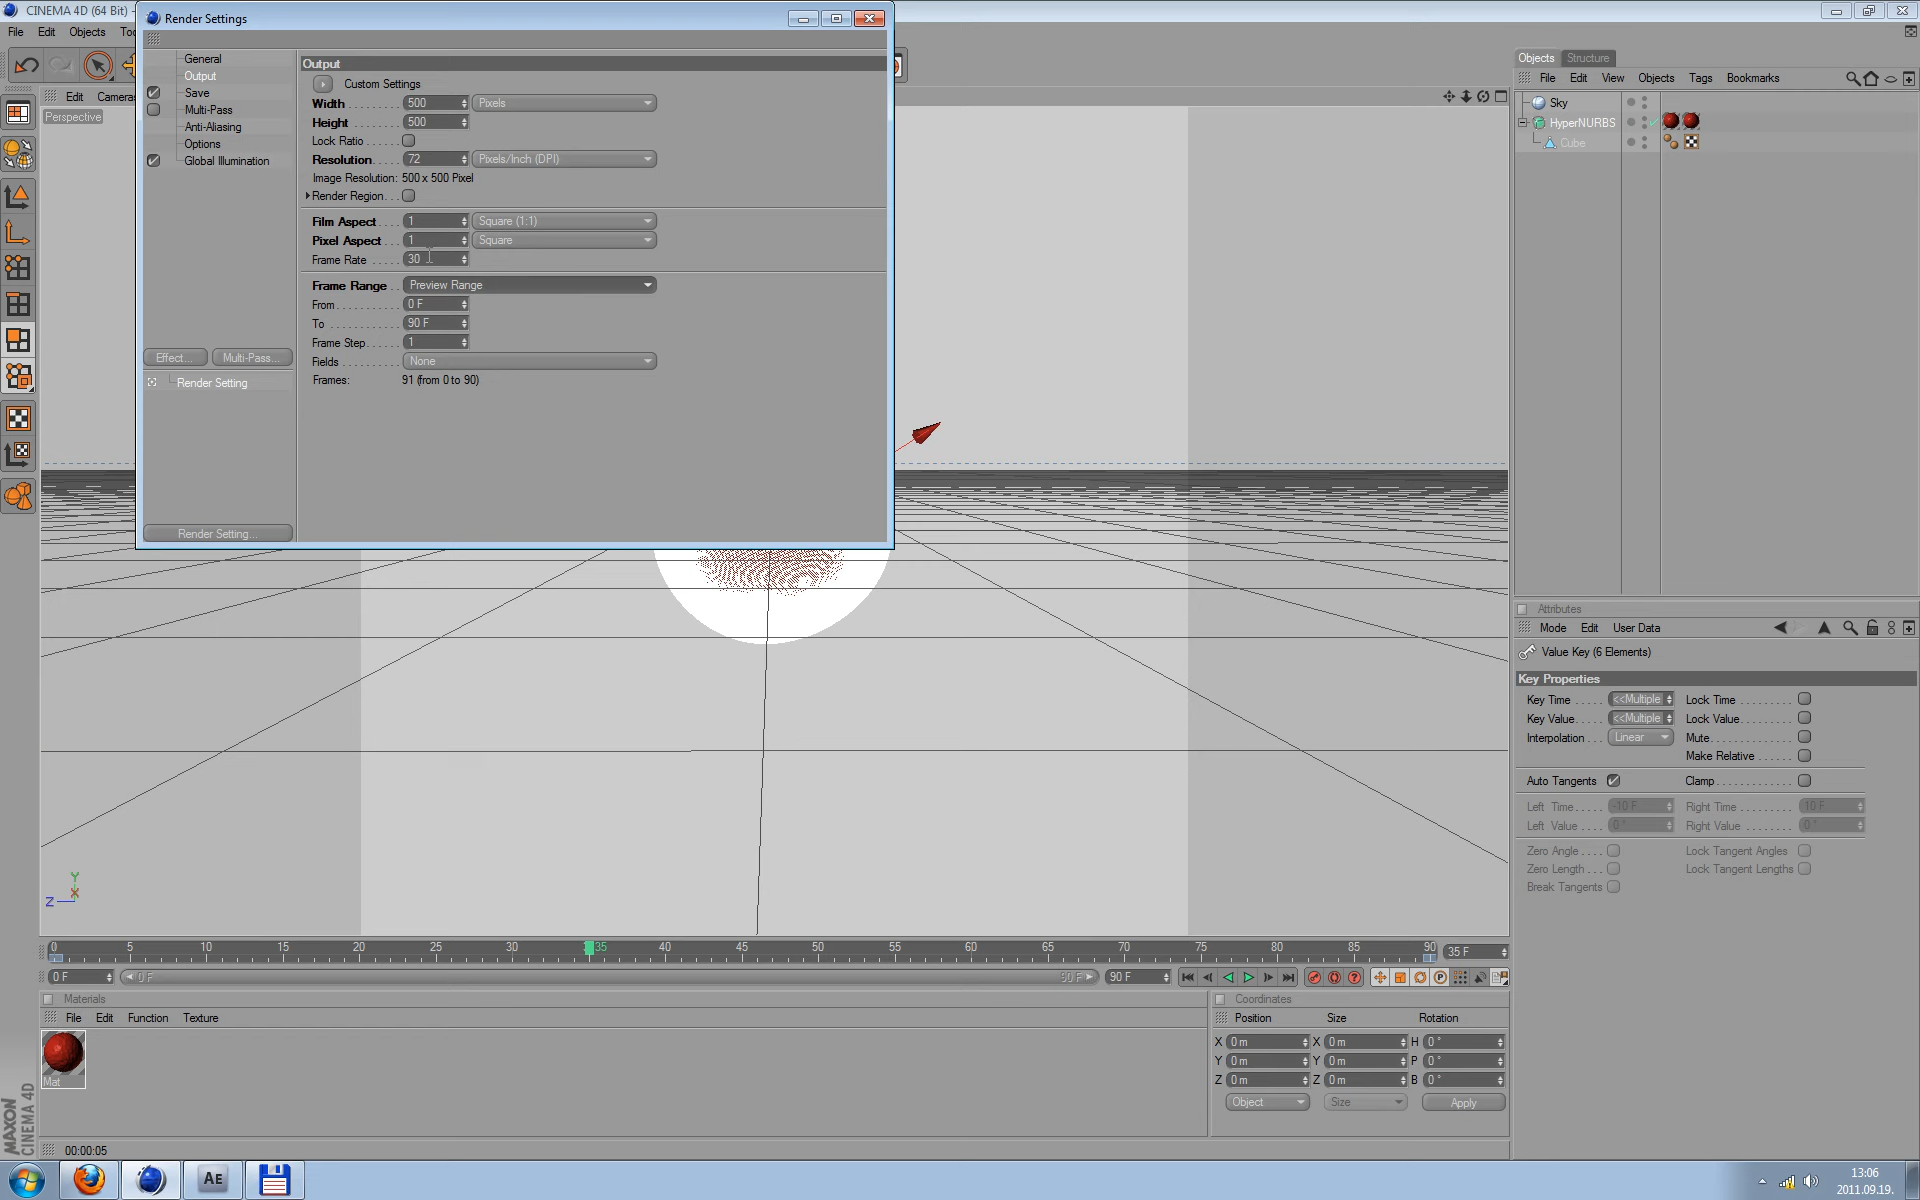 CINEMA 4D (64 Bit) -
Render Settings
File Edit Objects
General
Output
Save
Multi-Pass
Anti-Aliasing
Options
Global Illumination
Effect...
Multi-Pass...
Render Setting
Render Setting...
Output
Custom Settings
Width 500 Pixels
Height 500
Lock Ratio
Resolution 72 Pixels/Inch (DPI)
Image Resolution: 500 x 500 Pixel
Render Region
Film Aspect 1 Square (1:1)
Pixel Aspect 1 Square
Frame Rate 30
Frame Range Preview Range
From 0 F
To 90 F
Frame Step 1
Fields None
Frames: 91 (from 0 to 90)
Edit Cameras
Perspective
Objects Structure
File Edit View Objects Tags Bookmarks
Sky
HyperNURBS
Cube
Attributes
Mode Edit User Data
Value Key (6 Elements)
Key Properties
Key Time <<Multiple Lock Time
Key Value <<Multiple Lock Value
Interpolation Linear Mute
Make Relative
Auto Tangents Clamp
Left Time -10 F Right Time 10 F
Left Value 0 ° Right Value 0 °
Zero Angle Lock Tangent Angles
Zero Length Lock Tangent Lengths
Break Tangents
Y
X
Z
0 5 10 15 20 25 30 35 40 45 50 55 60 65 70 75 80 85 90 35 F
0 F 0 F 90 F 90 F
Materials
File Edit Function Texture
Mat
Coordinates
Position Size Rotation
X 0 m X 0 m H 0 °
Y 0 m Y 0 m P 0 °
Z 0 m Z 0 m B 0 °
Object Size Apply
MAXON
CINEMA 4D
00:00:05
AE
13:06
2011.09.19.